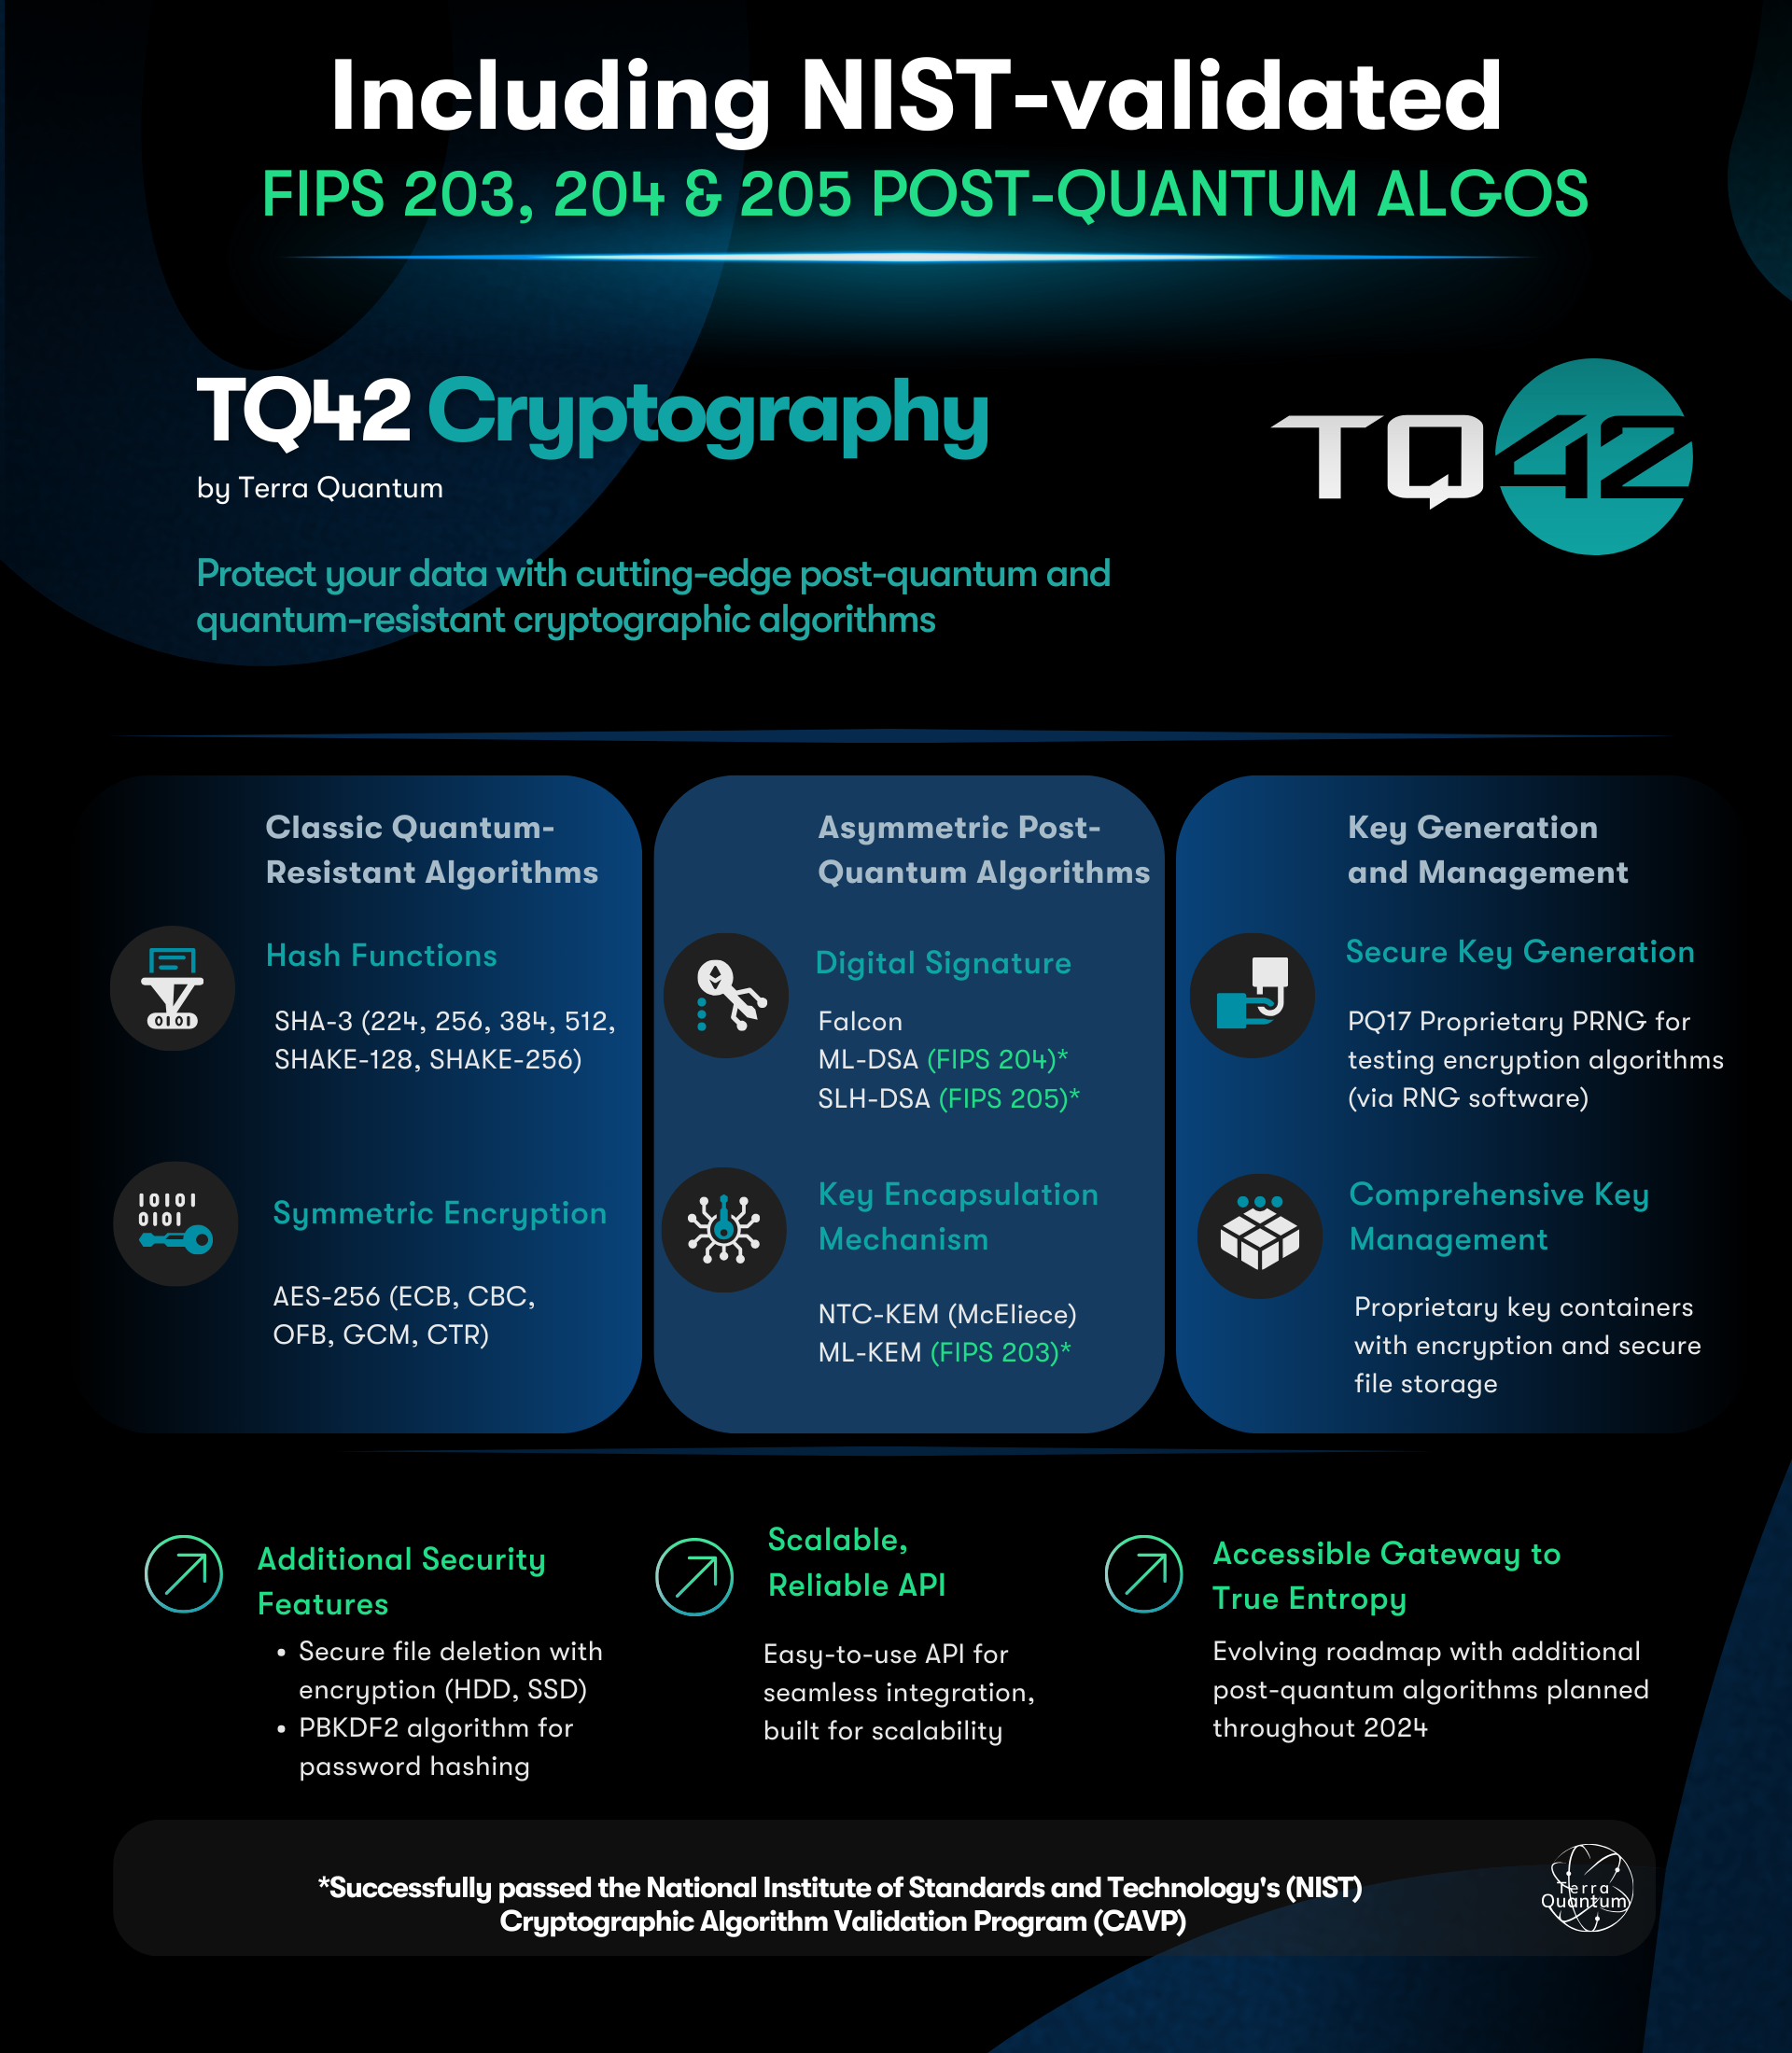 Including NIST-validated
FIPS 203, 204 & 205 POST-QUANTUM ALGOS
TQ42 Cryptography
by Terra Quantum
TQ42
Protect your data with cutting-edge post-quantum and
quantum-resistant cryptographic algorithms
Classic Quantum-
Resistant Algorithms
Hash Functions
0101
SHA-3 (224, 256, 384, 512,
SHAKE-128, SHAKE-256)
10101
0101
Symmetric Encryption
AES-256 (ECB, CBC,
OFB, GCM, CTR)
Asymmetric Post-
Quantum Algorithms
Digital Signature
Falcon
ML-DSA (FIPS 204)*
SLH-DSA (FIPS 205)*
Key Encapsulation
Mechanism
NTC-KEM (McEliece)
ML-KEM (FIPS 203)*
Key Generation
and Management
Secure Key Generation
PQ17 Proprietary PRNG for
testing encryption algorithms
(via RNG software)
Comprehensive Key
Management
Proprietary key containers
with encryption and secure
file storage
Additional Security
Features
• Secure file deletion with
encryption (HDD, SSD)
• PBKDF2 algorithm for
password hashing
Scalable,
Reliable API
Easy-to-use API for
seamless integration,
built for scalability
Accessible Gateway to
True Entropy
Evolving roadmap with additional
post-quantum algorithms planned
throughout 2024
*Successfully passed the National Institute of Standards and Technology's (NIST)
Cryptographic Algorithm Validation Program (CAVP)
Terra
Quantum